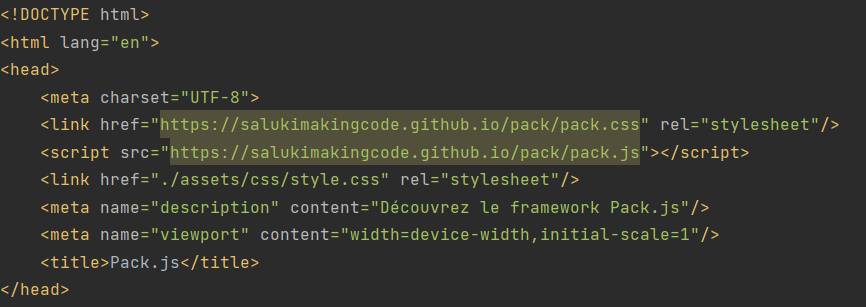 <!DOCTYPE html>
<html lang="en">
<head>
    <meta charset="UTF-8">
    <link href="https://salukimakingcode.github.io/pack/pack.css" rel="stylesheet"/>
    <script src="https://salukimakingcode.github.io/pack/pack.js"></script>
    <link href="./assets/css/style.css" rel="stylesheet"/>
    <meta name="description" content="Découvrez le framework Pack.js"/>
    <meta name="viewport" content="width=device-width,initial-scale=1"/>
    <title>Pack.js</title>
</head>